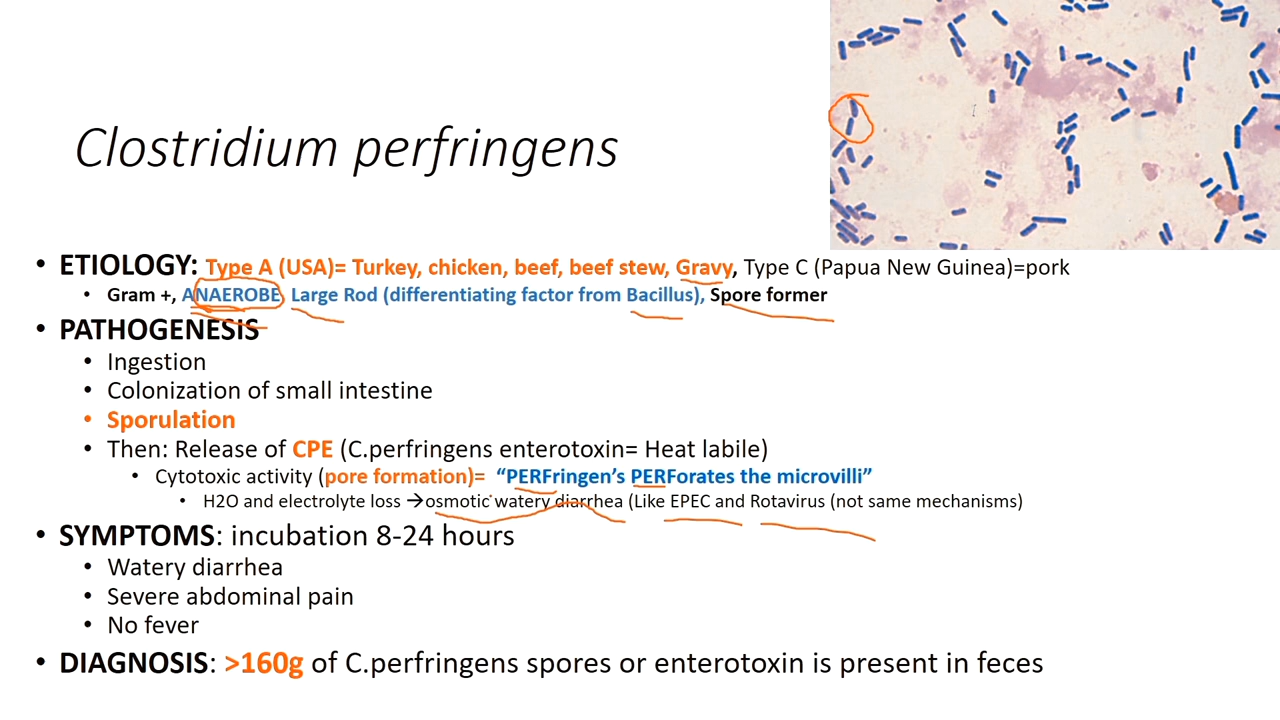 Clostridium perfringens
• ETIOLOGY: Type A (USA)= Turkey, chicken, beef, beef stew, Gravy, Type C (Papua New Guinea)=pork
• Gram +, ANAEROBE, Large Rod (differentiating factor from Bacillus), Spore former
• PATHOGENESIS
• Ingestion
• Colonization of small intestine
• Sporulation
• Then: Release of CPE (C.perfringens enterotoxin= Heat labile)
• Cytotoxic activity (pore formation)= “PERFringen’s PERForates the microvilli”
• H2O and electrolyte loss →osmotic watery diarrhea (Like EPEC and Rotavirus (not same mechanisms)
• SYMPTOMS: incubation 8-24 hours
• Watery diarrhea
• Severe abdominal pain
• No fever
• DIAGNOSIS: >160g of C.perfringens spores or enterotoxin is present in feces